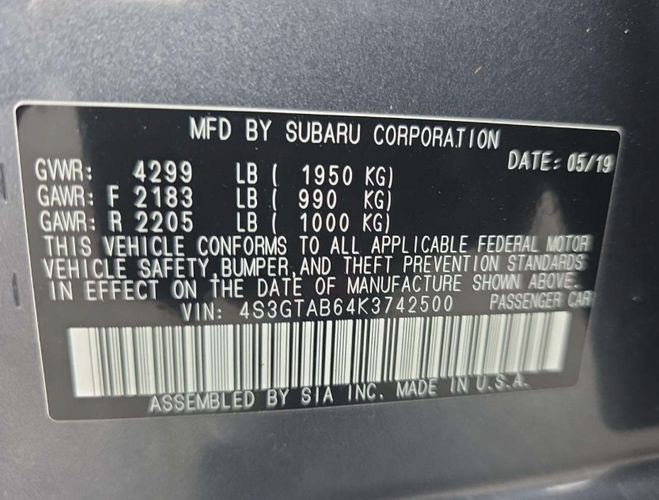 MFD BY SUBARU CORPORATION
DATE: 05/19
GVWR: 4299 LB ( 1950 KG)
GAWR: F 2183 LB ( 990 KG)
GAWR: R 2205 LB ( 1000 KG)
THIS VEHICLE CONFORMS TO ALL APPLICABLE FEDERAL MOTOR
VEHICLE SAFETY, BUMPER, AND THEFT PREVENTION STANDARDS
IN EFFECT ON THE DATE OF MANUFACTURE SHOWN ABOVE.
VIN: 4S3GTAB64K3742500 PASSENGER CAR
ASSEMBLED BY SIA INC. MADE IN U.S.A.